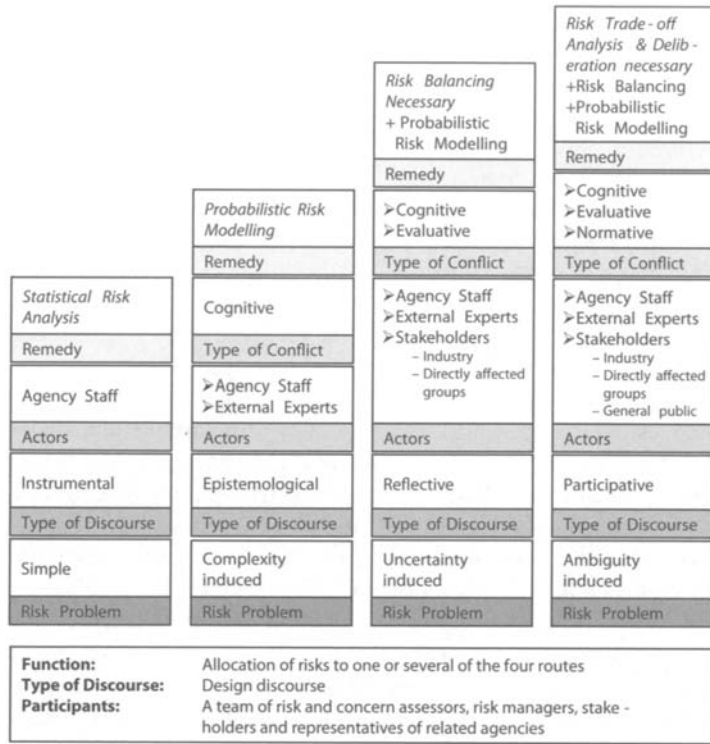 Statistical Risk
Analysis
Remedy
Agency Staff
Actors
Instrumental
Type of Discourse
Simple
Risk Problem
Probabilistic Risk
Modelling
Remedy
Cognitive
Type of Conflict
➢Agency Staff
➢External Experts
Actors
Epistemological
Type of Discourse
Complexity
induced
Risk Problem
Risk Balancing
Necessary
+ Probabilistic
Risk Modelling
Remedy
➢Cognitive
➢Evaluative
Type of Conflict
➢Agency Staff
➢External Experts
➢Stakeholders
– Industry
– Directly affected
groups
Actors
Reflective
Type of Discourse
Uncertainty
induced
Risk Problem
Risk Trade-off
Analysis & Delib-
eration necessary
+Risk Balancing
+Probabilistic
Risk Modelling
Remedy
➢Cognitive
➢Evaluative
➢Normative
Type of Conflict
➢Agency Staff
➢External Experts
➢Stakeholders
– Industry
– Directly affected
groups
– General public
Actors
Participative
Type of Discourse
Ambiguity
induced
Risk Problem
Function: Allocation of risks to one or several of the four routes
Type of Discourse: Design discourse
Participants: A team of risk and concern assessors, risk managers, stake -
holders and representatives of related agencies